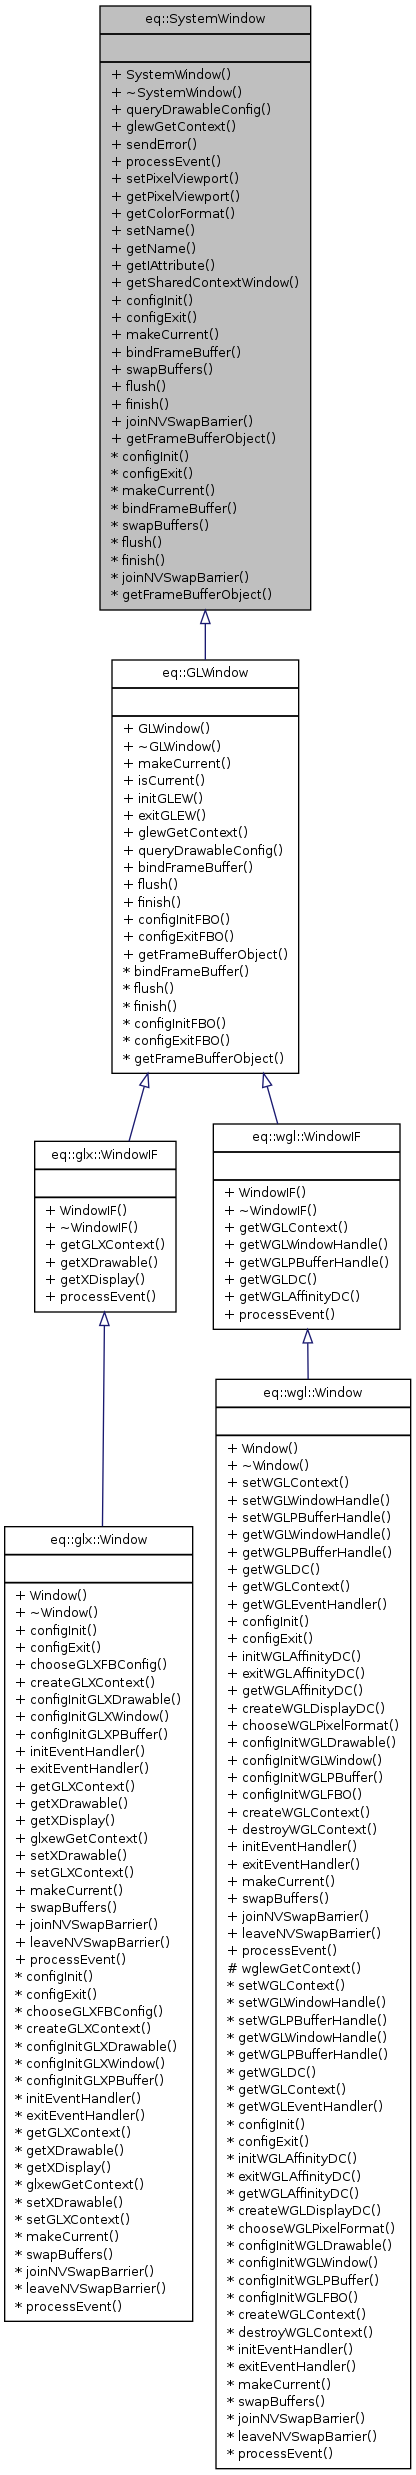 eq::SystemWindow
+ SystemWindow()
+ ~SystemWindow()
+ queryDrawableConfig()
+ glewGetContext()
+ sendError()
+ processEvent()
+ setPixelViewport()
+ getPixelViewport()
+ getColorFormat()
+ setName()
+ getName()
+ getIAttribute()
+ getSharedContextWindow()
+ configInit()
+ configExit()
+ makeCurrent()
+ bindFrameBuffer()
+ swapBuffers()
+ flush()
+ finish()
+ joinNVSwapBarrier()
+ getFrameBufferObject()
* configInit()
* configExit()
* makeCurrent()
* bindFrameBuffer()
* swapBuffers()
* flush()
* finish()
* joinNVSwapBarrier()
* getFrameBufferObject()
eq::GLWindow
+ GLWindow()
+ ~GLWindow()
+ makeCurrent()
+ isCurrent()
+ initGLEW()
+ exitGLEW()
+ glewGetContext()
+ queryDrawableConfig()
+ bindFrameBuffer()
+ flush()
+ finish()
+ configInitFBO()
+ configExitFBO()
+ getFrameBufferObject()
* bindFrameBuffer()
* flush()
* finish()
* configInitFBO()
* configExitFBO()
* getFrameBufferObject()
eq::glx::WindowIF
+ WindowIF()
+ ~WindowIF()
+ getGLXContext()
+ getXDrawable()
+ getXDisplay()
+ processEvent()
eq::wgl::WindowIF
+ WindowIF()
+ ~WindowIF()
+ getWGLContext()
+ getWGLWindowHandle()
+ getWGLPBufferHandle()
+ getWGLDC()
+ getWGLAffinityDC()
+ processEvent()
eq::glx::Window
+ Window()
+ ~Window()
+ configInit()
+ configExit()
+ chooseGLXFBConfig()
+ createGLXContext()
+ configInitGLXDrawable()
+ configInitGLXWindow()
+ configInitGLXPBuffer()
+ initEventHandler()
+ exitEventHandler()
+ getGLXContext()
+ getXDrawable()
+ getXDisplay()
+ glxewGetContext()
+ setXDrawable()
+ setGLXContext()
+ makeCurrent()
+ swapBuffers()
+ joinNVSwapBarrier()
+ leaveNVSwapBarrier()
+ processEvent()
* configInit()
* configExit()
* chooseGLXFBConfig()
* createGLXContext()
* configInitGLXDrawable()
* configInitGLXWindow()
* configInitGLXPBuffer()
* initEventHandler()
* exitEventHandler()
* getGLXContext()
* getXDrawable()
* getXDisplay()
* glxewGetContext()
* setXDrawable()
* setGLXContext()
* makeCurrent()
* swapBuffers()
* joinNVSwapBarrier()
* leaveNVSwapBarrier()
* processEvent()
eq::wgl::Window
+ Window()
+ ~Window()
+ setWGLContext()
+ setWGLWindowHandle()
+ setWGLPBufferHandle()
+ getWGLWindowHandle()
+ getWGLPBufferHandle()
+ getWGLDC()
+ getWGLContext()
+ getWGLEventHandler()
+ configInit()
+ configExit()
+ initWGLAffinityDC()
+ exitWGLAffinityDC()
+ getWGLAffinityDC()
+ createWGLDisplayDC()
+ chooseWGLPixelFormat()
+ configInitWGLDrawable()
+ configInitWGLWindow()
+ configInitWGLPBuffer()
+ configInitWGLFBO()
+ createWGLContext()
+ destroyWGLContext()
+ initEventHandler()
+ exitEventHandler()
+ makeCurrent()
+ swapBuffers()
+ joinNVSwapBarrier()
+ leaveNVSwapBarrier()
+ processEvent()
# wglewGetContext()
* setWGLContext()
* setWGLWindowHandle()
* setWGLPBufferHandle()
* getWGLWindowHandle()
* getWGLPBufferHandle()
* getWGLDC()
* getWGLContext()
* getWGLEventHandler()
* configInit()
* configExit()
* initWGLAffinityDC()
* exitWGLAffinityDC()
* getWGLAffinityDC()
* createWGLDisplayDC()
* chooseWGLPixelFormat()
* configInitWGLDrawable()
* configInitWGLWindow()
* configInitWGLPBuffer()
* configInitWGLFBO()
* createWGLContext()
* destroyWGLContext()
* initEventHandler()
* exitEventHandler()
* makeCurrent()
* swapBuffers()
* joinNVSwapBarrier()
* leaveNVSwapBarrier()
* processEvent()